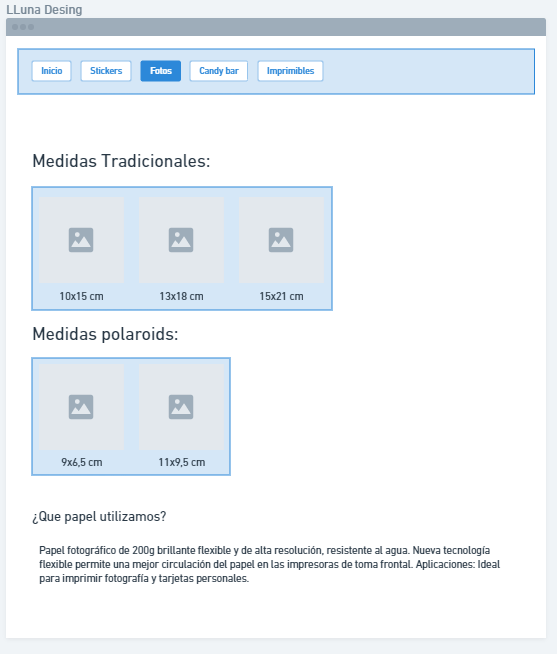 LLuna Desing
Inicio
Stickers
Fotos
Candy bar
Imprimibles
Medidas Tradicionales:
10x15 cm
13x18 cm
15x21 cm
Medidas polaroids:
9x6,5 cm
11x9,5 cm
¿Que papel utilizamos?
Papel fotográfico de 200g brillante flexible y de alta resolución, resistente al agua. Nueva tecnología
flexible permite una mejor circulación del papel en las impresoras de toma frontal. Aplicaciones: Ideal
para imprimir fotografía y tarjetas personales.